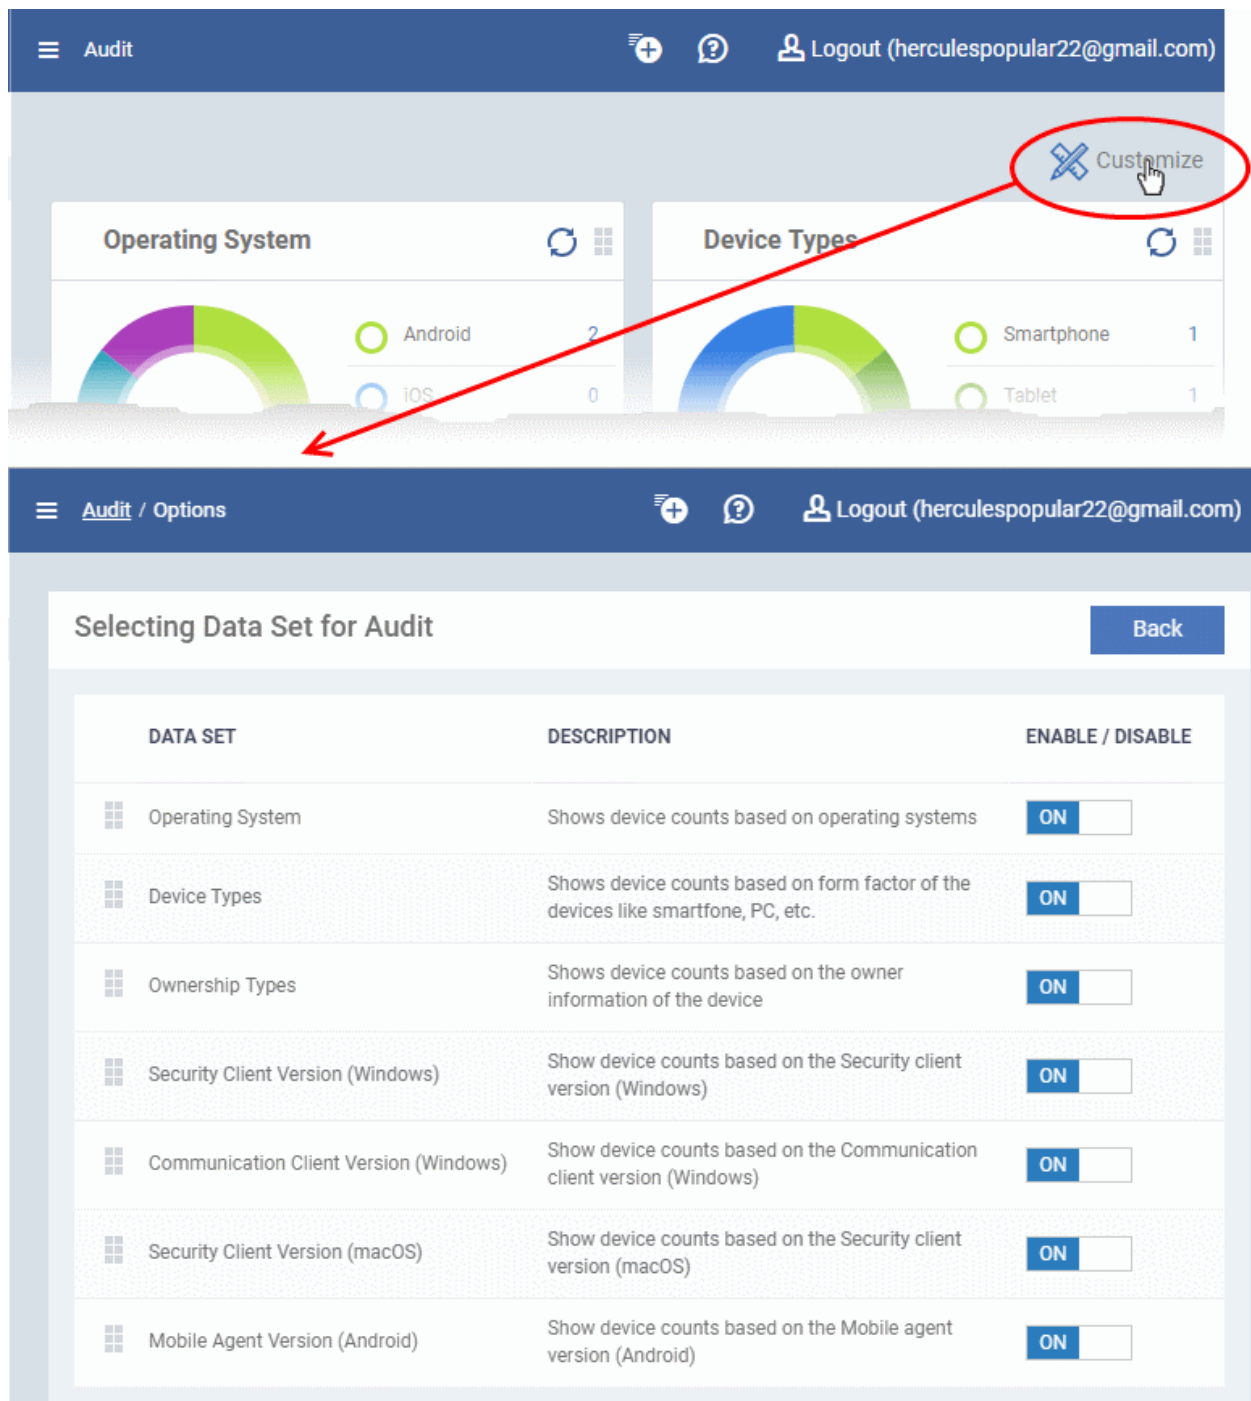 Audit
Logout (herculespopular22@gmail.com)
Customize
Operating System
Device Types
Android 2
Smartphone 1
iOS 0
Tablet 1
Audit / Options
Logout (herculespopular22@gmail.com)
Selecting Data Set for Audit
Back
DATA SET DESCRIPTION ENABLE / DISABLE
Operating System Shows device counts based on operating systems ON
Device Types
Shows device counts based on form factor of the
devices like smartfone, PC, etc.
ON
Ownership Types
Shows device counts based on the owner
information of the device
ON
Security Client Version (Windows)
Show device counts based on the Security client
version (Windows)
ON
Communication Client Version (Windows)
Show device counts based on the Communication
client version (Windows)
ON
Security Client Version (macOS)
Show device counts based on the Security client
version (macOS)
ON
Mobile Agent Version (Android)
Show device counts based on the Mobile agent
version (Android)
ON